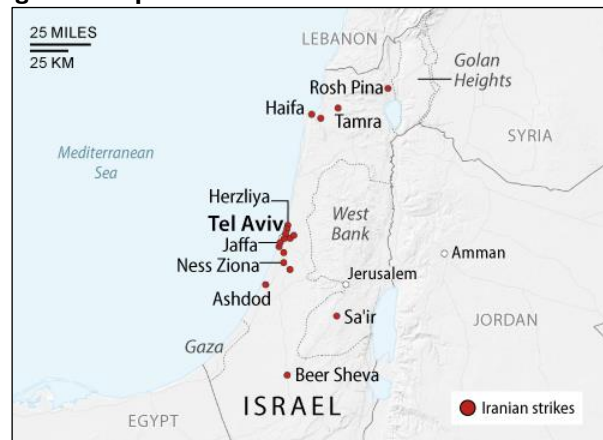 25 MILES
25 KM
LEBANON
Golan
Heights
Rosh Pina
Haifa
Tamra
SYRIA
Mediterranean
Sea
Herzliya
Tel Aviv
West
Bank
Jaffa
Amman
Ness Ziona
Jerusalem
Ashdod
Sa'ir
JORDAN
Gaza
Beer Sheva
ISRAEL
Iranian strikes
EGYPT